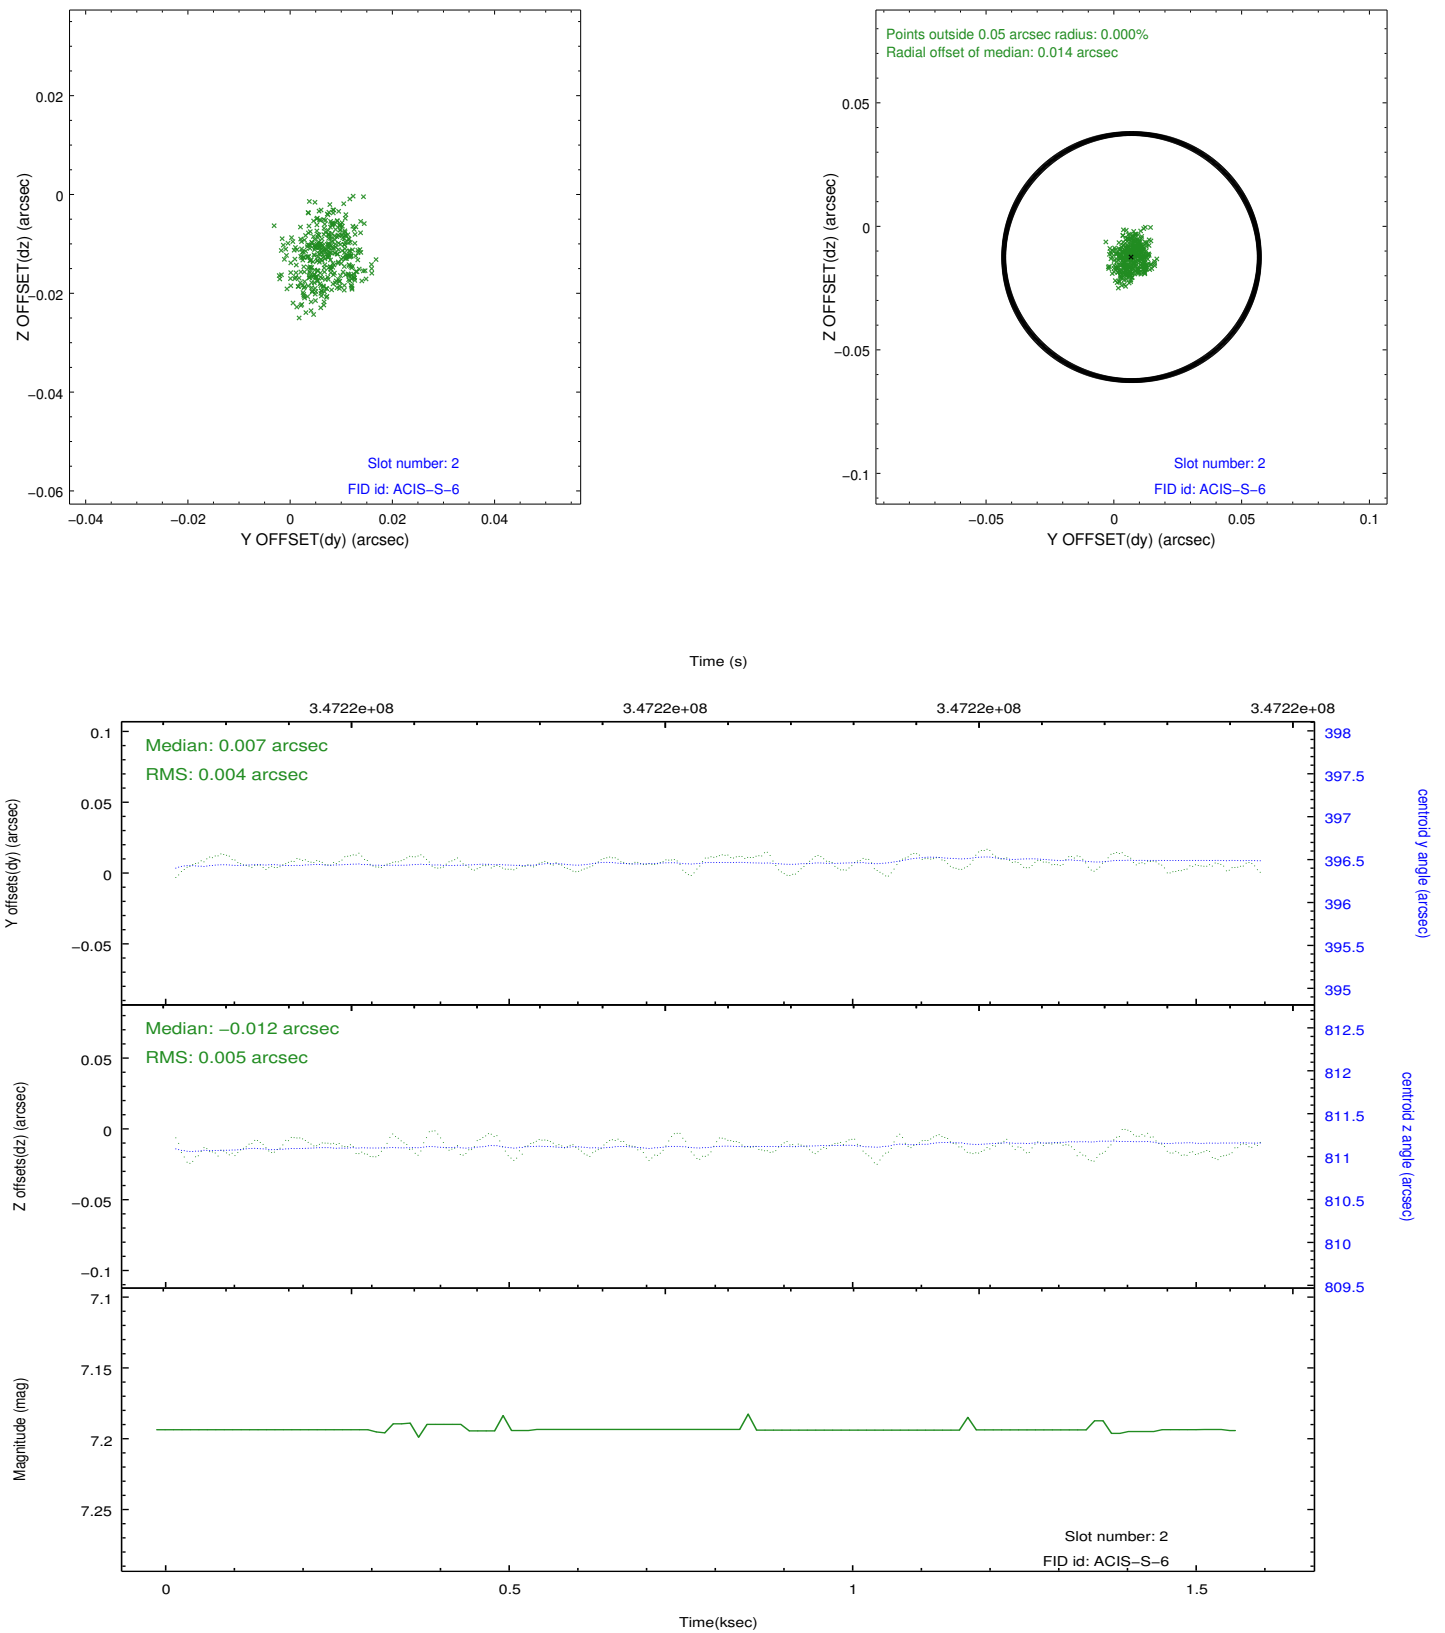 0.02
0
−0.02
−0.04
−0.06
Z OFFSET(dz) (arcsec)
Slot number: 2
FID id: ACIS−S−6
−0.04
−0.02
0
0.02
0.04
Y OFFSET(dy) (arcsec)
Points outside 0.05 arcsec radius: 0.000%
Radial offset of median: 0.014 arcsec
0.05
0
−0.05
−0.1
Z OFFSET(dz) (arcsec)
Slot number: 2
FID id: ACIS−S−6
−0.05
0
0.05
0.1
Y OFFSET(dy) (arcsec)
Time (s)
3.4722e+08
3.4722e+08
3.4722e+08
3.4722e+08
Median: 0.007 arcsec
RMS: 0.004 arcsec
0.1
0.05
0
−0.05
Y offsets(dy) (arcsec)
398
397.5
397
396.5
396
395.5
395
centroid y angle (arcsec)
Median: −0.012 arcsec
RMS: 0.005 arcsec
0.05
0
−0.05
−0.1
Z offsets(dz) (arcsec)
812.5
812
811.5
811
810.5
810
809.5
centroid z angle (arcsec)
7.1
7.15
7.2
7.25
Magnitude (mag)
Slot number: 2
FID id: ACIS−S−6
0
0.5
1
1.5
Time(ksec)